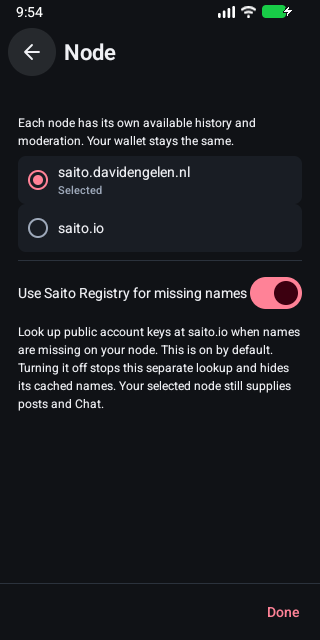 9:54
Node
Each node has its own available history and
moderation. Your wallet stays the same.
saito.davidengelen.nl
Selected
saito.io
Use Saito Registry for missing names
Look up public account keys at saito.io when names
are missing on your node. This is on by default.
Turning it off stops this separate lookup and hides
its cached names. Your selected node still supplies
posts and Chat.
Done